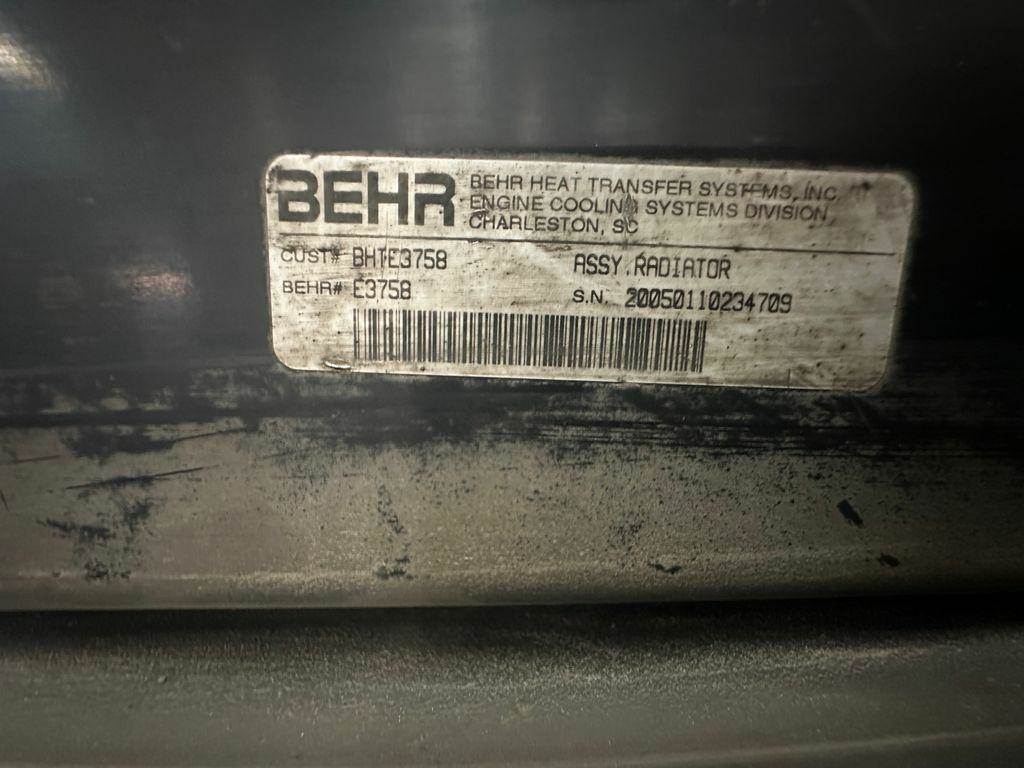 BEHR
BEHR HEAT TRANSFER SYSTEMS, INC.
ENGINE COOLING SYSTEMS DIVISION
CHARLESTON, SC
CUST# BHTE3758 ASSY.RADIATOR
BEHR# E3758 S.N. 20050110234709